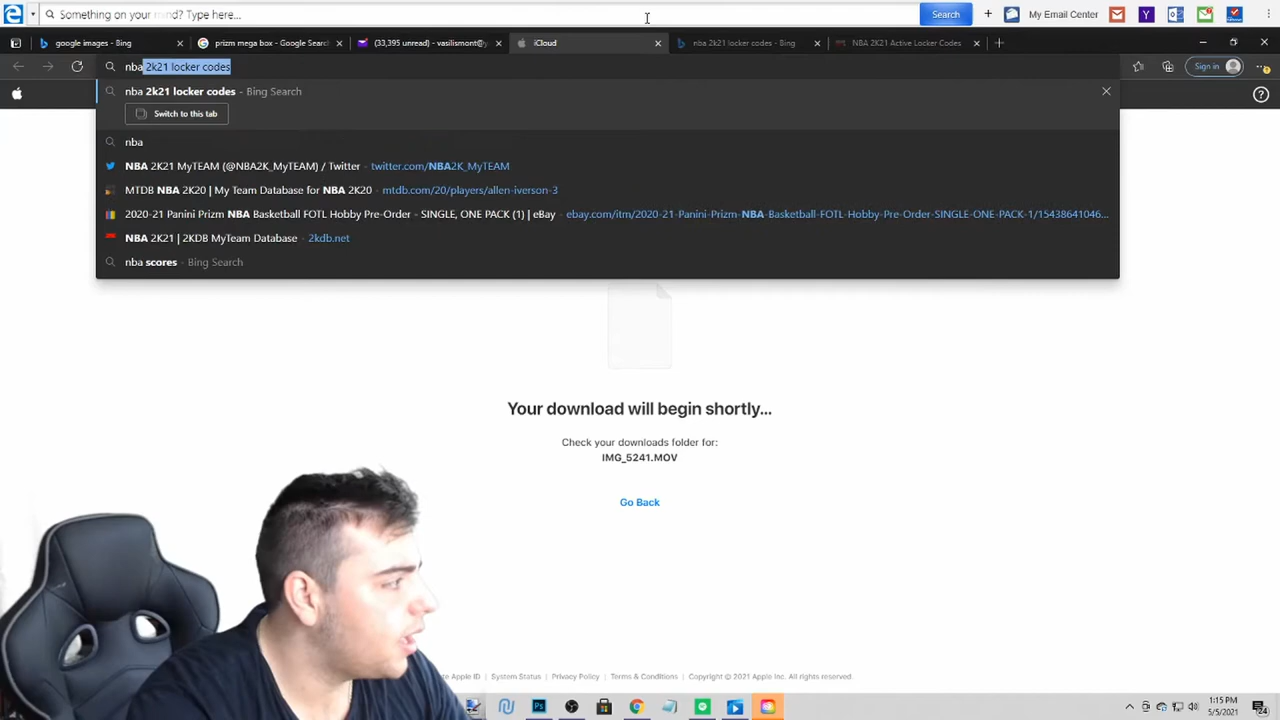 Something on your mind? Type here...
Search
My Email Center
google images - Bing
prizm mega box - Google Search
(33,395 unread) - vasilismont@y...
iCloud
nba 2k21 locker codes - Bing
NBA 2K21 Active Locker Codes
nba 2k21 locker codes
Sign in
nba 2k21 locker codes - Bing Search
Switch to this tab
nba
NBA 2K21 MyTEAM (@NBA2K_MyTEAM) / Twitter - twitter.com/NBA2K_MyTEAM
MTDB NBA 2K20 | My Team Database for NBA 2K20 - mtdb.com/20/players/allen-iverson-3
2020-21 Panini Prizm NBA Basketball FOTL Hobby Pre-Order - SINGLE, ONE PACK (1) | eBay - ebay.com/itm/2020-21-Panini-Prizm-NBA-Basketball-FOTL-Hobby-Pre-Order-SINGLE-ONE-PACK-1/15438641046...
NBA 2K21 | 2KDB MyTeam Database - 2kdb.net
nba scores - Bing Search
Your download will begin shortly...
Check your downloads folder for:
IMG_5241.MOV
Go Back
Apple ID | System Status | Privacy Policy | Terms & Conditions | Copyright © 2021 Apple Inc. All rights reserved.
Ps
1:15 PM
5/5/2021